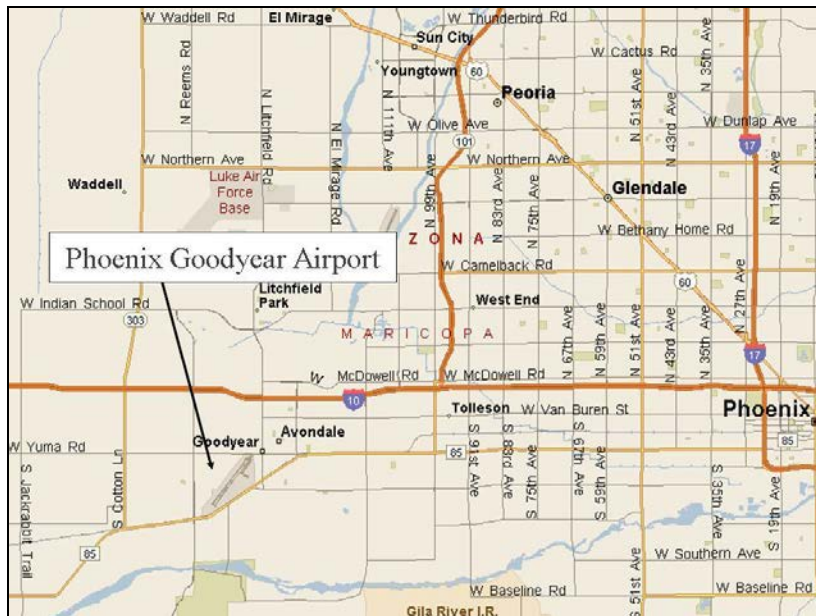 W Waddell Rd
El Mirage
W Thunderbird Rd
Sun City
W Cactus Rd
Youngtown
60
Peoria
N Reems Rd
N Litchfield Rd
N El Mirage Rd
N 111th Ave
N 51st Ave
N 43rd Ave
N 35th Ave
W Olive Ave
101
W Dunlap Ave
17
W Northern Ave
W Northern Ave
Waddell
Luke Air
Force
Base
N 99th Ave
N 83rd Ave
N 75th Ave
Glendale
N 19th Ave
ZONA
W Bethany Home Rd
Phoenix Goodyear Airport
W Camelback Rd
60
Litchfield
Park
W Indian School Rd
West End
N 27th Ave
303
MARICOPA
N 67th Ave
N 59th Ave
N 51st Ave
N 43rd Ave
N 35th Ave
17
W
McDowell Rd
W McDowell Rd
10
Tolleson
W Van Buren St
Phoenix
Goodyear
Avondale
85
W Yuma Rd
85
S Jackrabbit Trail
S Cotton Ln
S 91st Ave
S 83rd Ave
S 75th Ave
S 67th Ave
S 59th Ave
S 35th Ave
S 19th Ave
85
W Southern Ave
W Baseline Rd
W Baseline Rd
Gila River I.R.